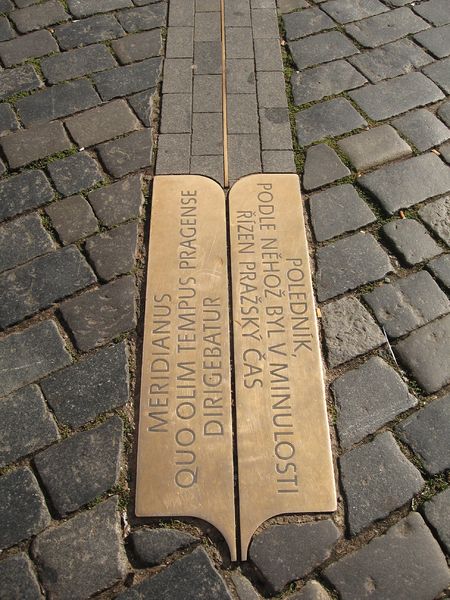 MERIDIANUS
QUO OLIM TEMPUS PRAGENSE
DIRIGEBATUR
POLEDNÍK,
PODLE NĚHOŽ BYL V MINULOSTI
ŘÍZEN PRAŽSKÝ ČAS